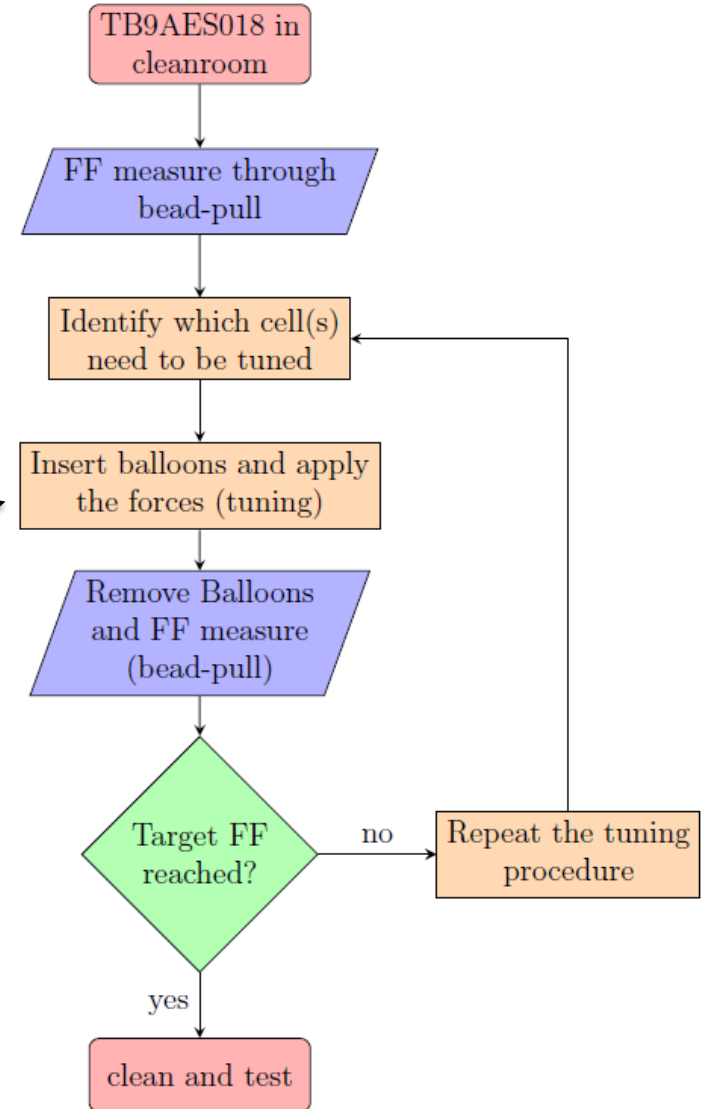 TB9AES018 in
cleanroom
FF measure through
bead-pull
Identify which cell(s)
need to be tuned
Insert balloons and apply
the forces (tuning)
Remove Balloons
and FF measure
(bead-pull)
Target FF
reached?
no
Repeat the tuning
procedure
yes
clean and test